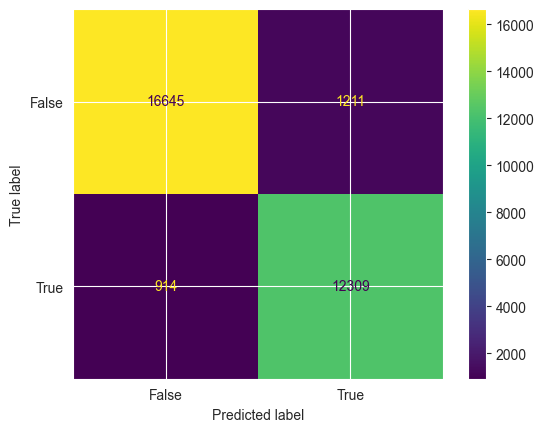 16000
14000
12000
10000
8000
6000
4000
2000
True label
False
True
16645
1211
914
12309
False
True
Predicted label